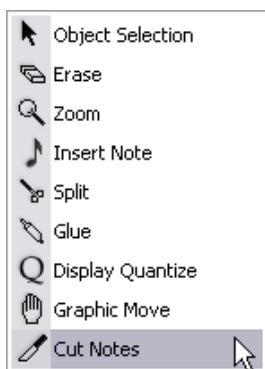 Object Selection
Erase
Zoom
Insert Note
Split
Glue
Q Display Quantize
Graphic Move
Cut Notes